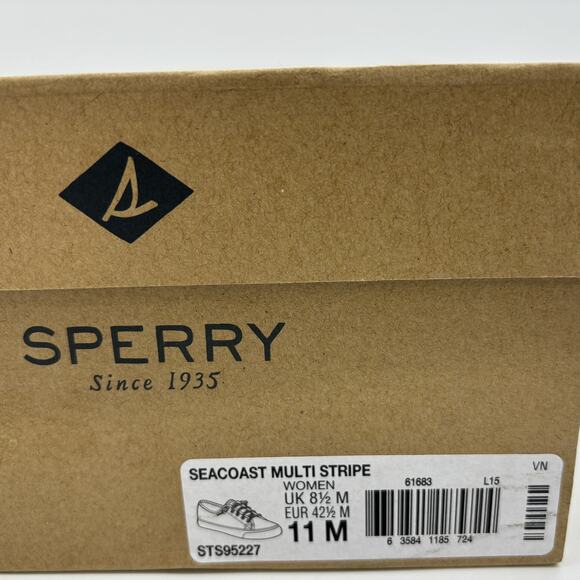 SPERRY
Since 1935
SEACOAST MULTI STRIPE
WOMEN
UK 8½ M
EUR 42½ M
11 M
STS95227
61683 L15
6 3584 1185 724
VN